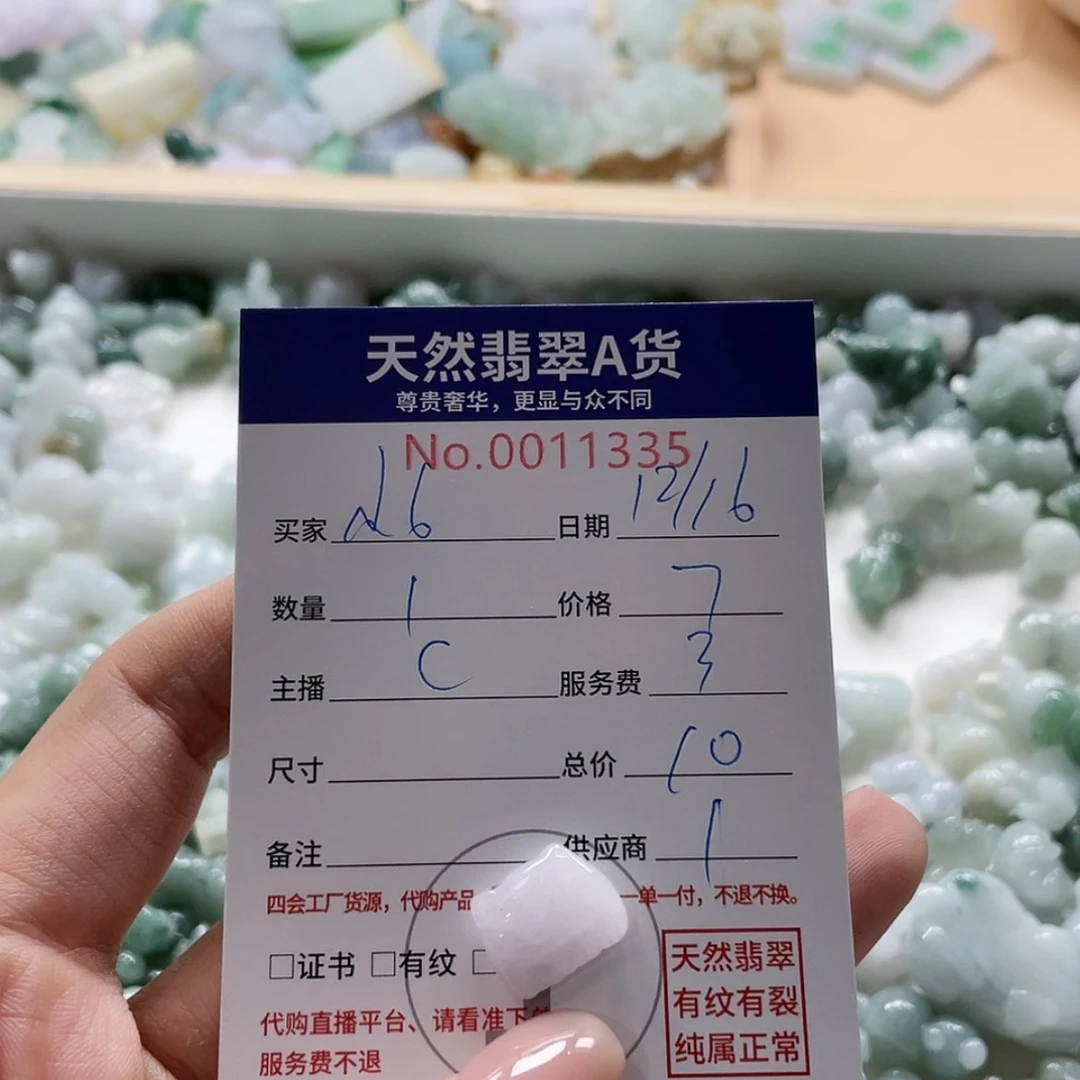 天然翡翠A货
尊贵奢华，更显与众不同
No.0011335
买家 日期 12/16
数量 1 价格 7
主播 C 服务费 3
尺寸 总价 10
备注 供应商 1
四会工厂货源，代购产品 一单一付，不退不换。
□证书 □有纹 □
代购直播平台、请看准下单
服务费不退
天然翡翠
有纹有裂
纯属正常